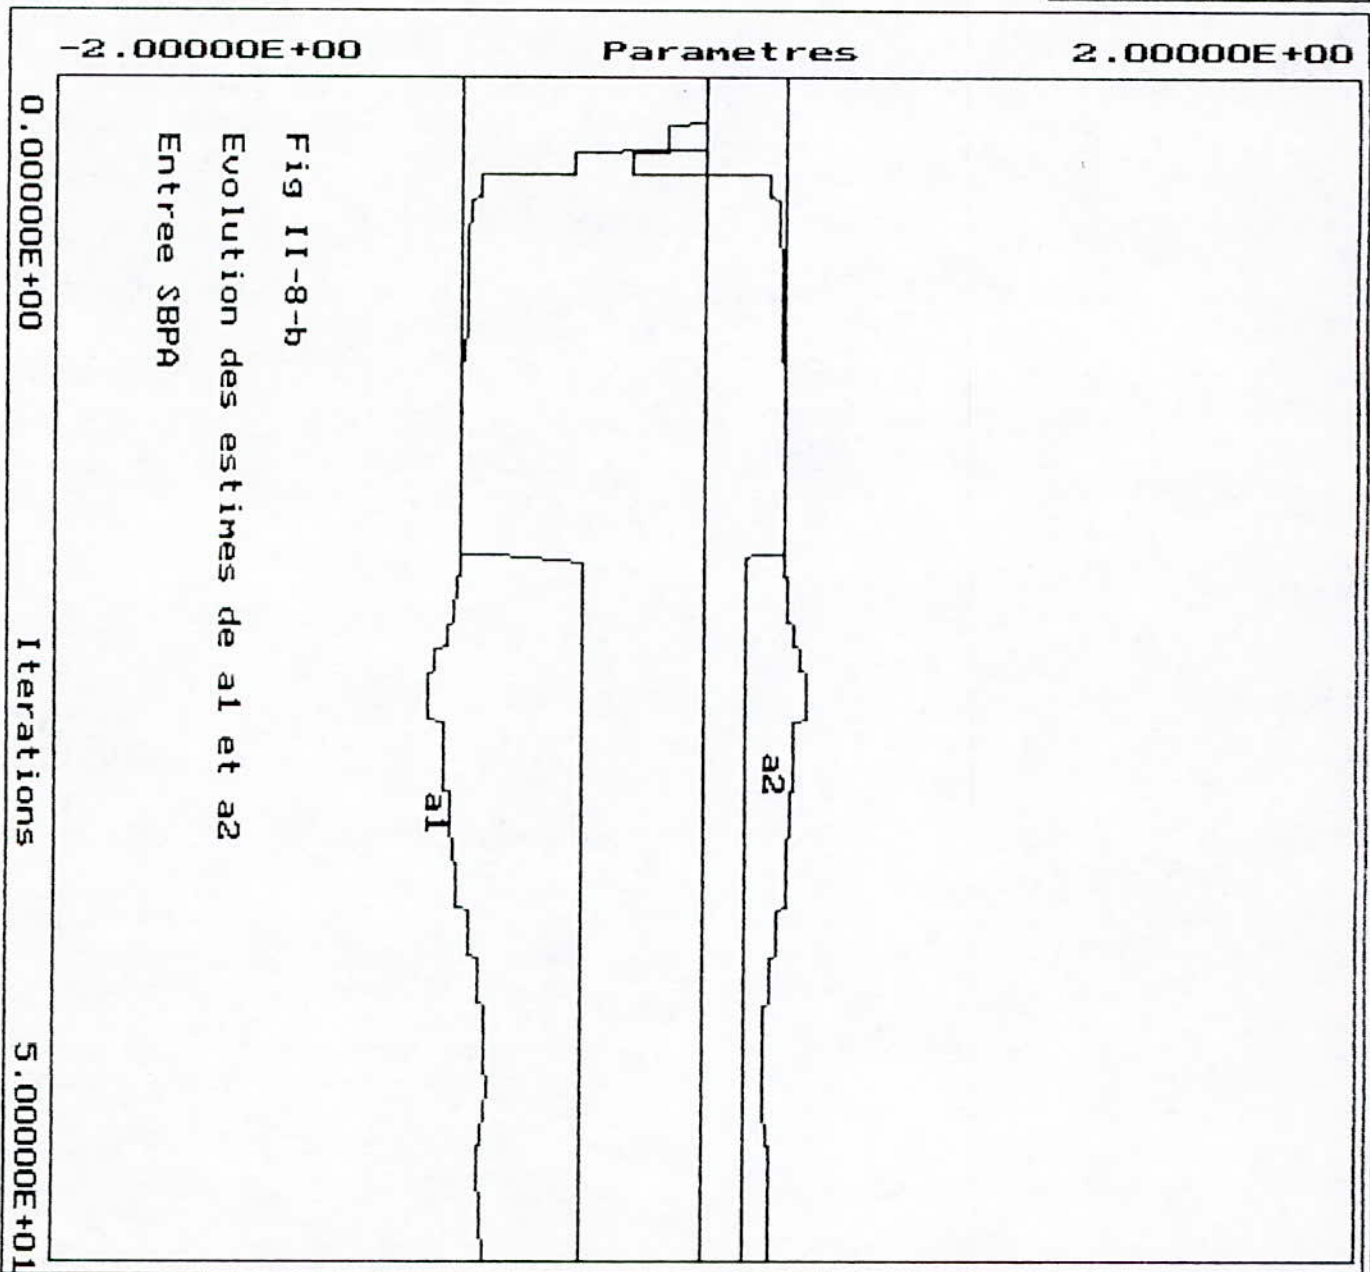 -2.00000E+00 Parametres 2.00000E+00
0.00000E+00 Iterations 5.00000E+01
Fig II-8-b
Evolution des estimes de a1 et a2
Entree SBPA
a2
a1